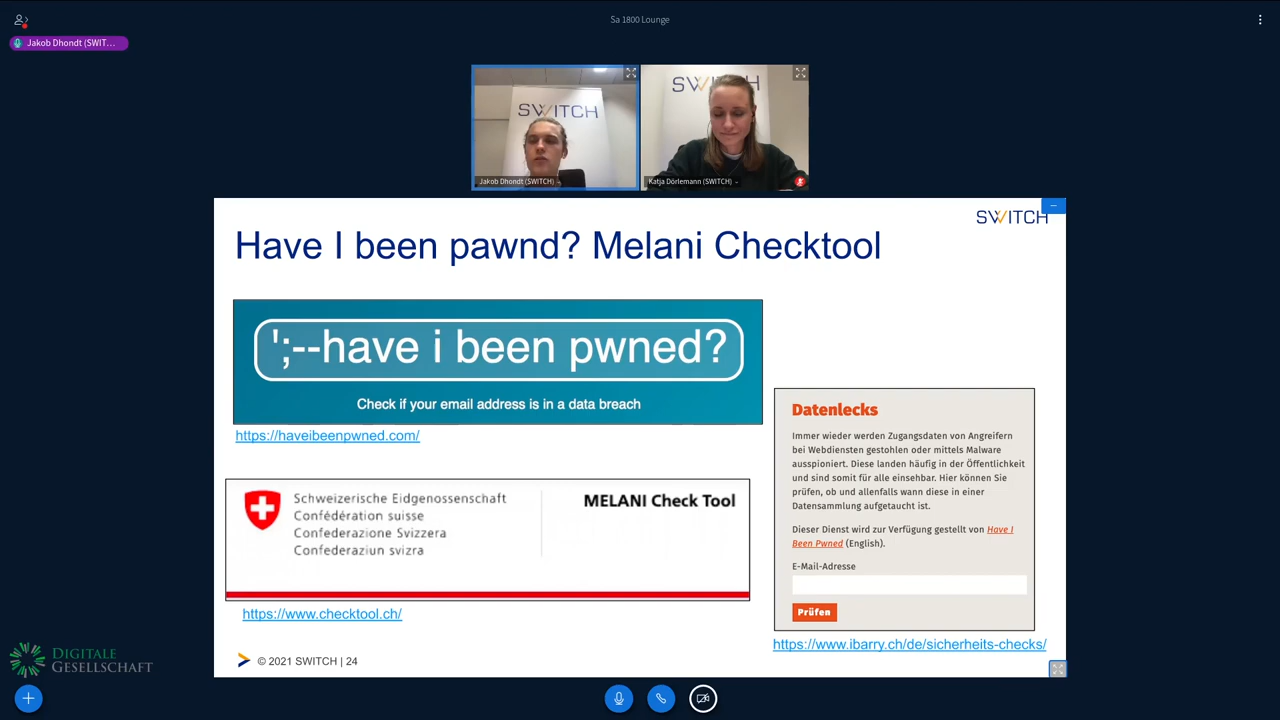 Sa 1800 Lounge
Jakob Dhondt (SWIT…
SWITCH
SWITCH
Jakob Dhondt (SWITCH)
Katja Dörlemann (SWITCH)
SWITCH
Have I been pawnd? Melani Checktool
';--have i been pwned?
Check if your email address is in a data breach
https://haveibeenpwned.com/
Schweizerische Eidgenossenschaft
Confédération suisse
Confederazione Svizzera
Confederaziun svizra
MELANI Check Tool
https://www.checktool.ch/
Datenlecks
Immer wieder werden Zugangsdaten von Angreifern
bei Webdiensten gestohlen oder mittels Malware
ausspioniert. Diese landen häufig in der Öffentlichkeit
und sind somit für alle einsehbar. Hier können Sie
prüfen, ob und allenfalls wann diese in einer
Datensammlung aufgetaucht ist.
Dieser Dienst wird zur Verfügung gestellt von Have I
Been Pwned (English).
E-Mail-Adresse
Prüfen
https://www.ibarry.ch/de/sicherheits-checks/
© 2021 SWITCH | 24
DIGITALE
GESELLSCHAFT